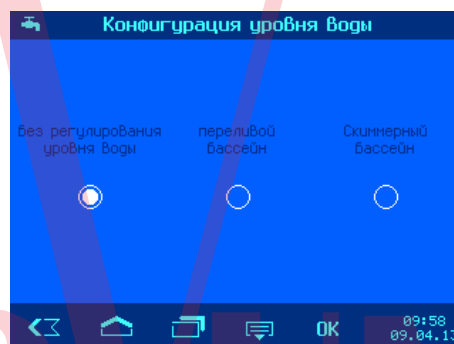 Конфигурация уровня воды
без регулирования
уровня воды
переливой
бассейн
Скиммерный
бассейн
OK
09:58
09.04.13